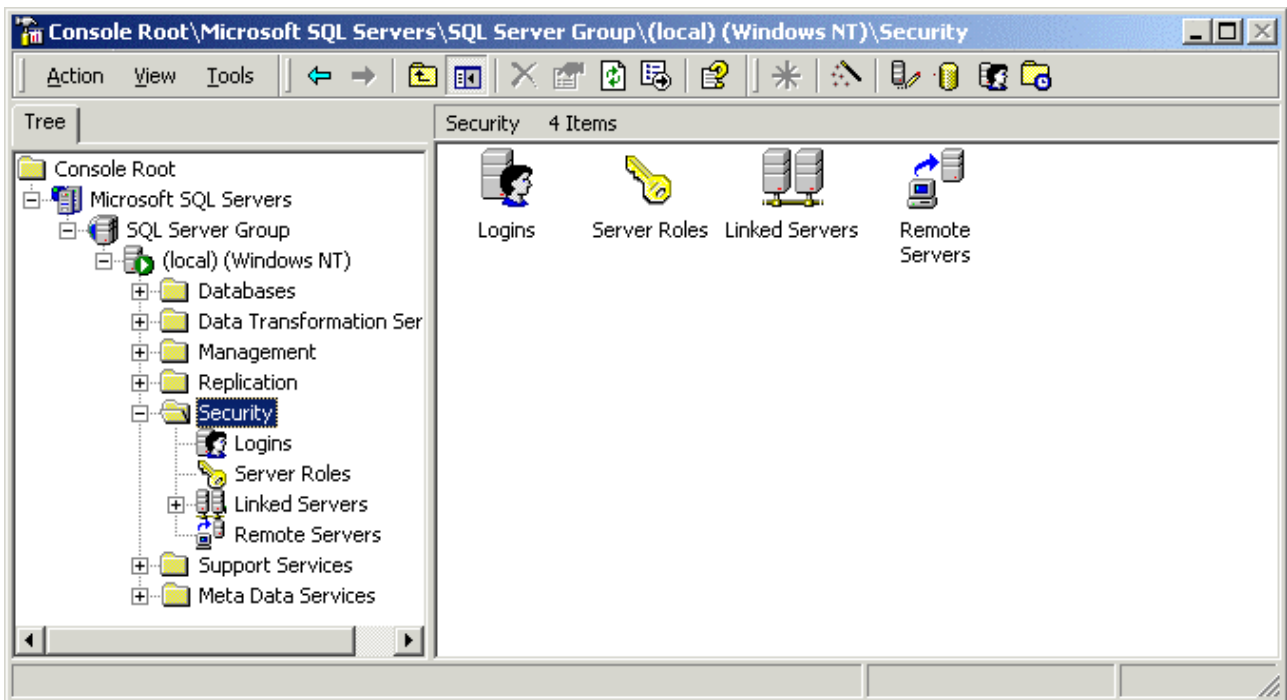 Console Root\Microsoft SQL Servers\SQL Server Group\(local) (Windows NT)\Security
Action View Tools
Tree
Security 4 Items
Console Root
Microsoft SQL Servers
SQL Server Group
(local) (Windows NT)
Databases
Data Transformation Ser
Management
Replication
Security
Logins
Server Roles
Linked Servers
Remote Servers
Support Services
Meta Data Services
Logins
Server Roles
Linked Servers
Remote
Servers